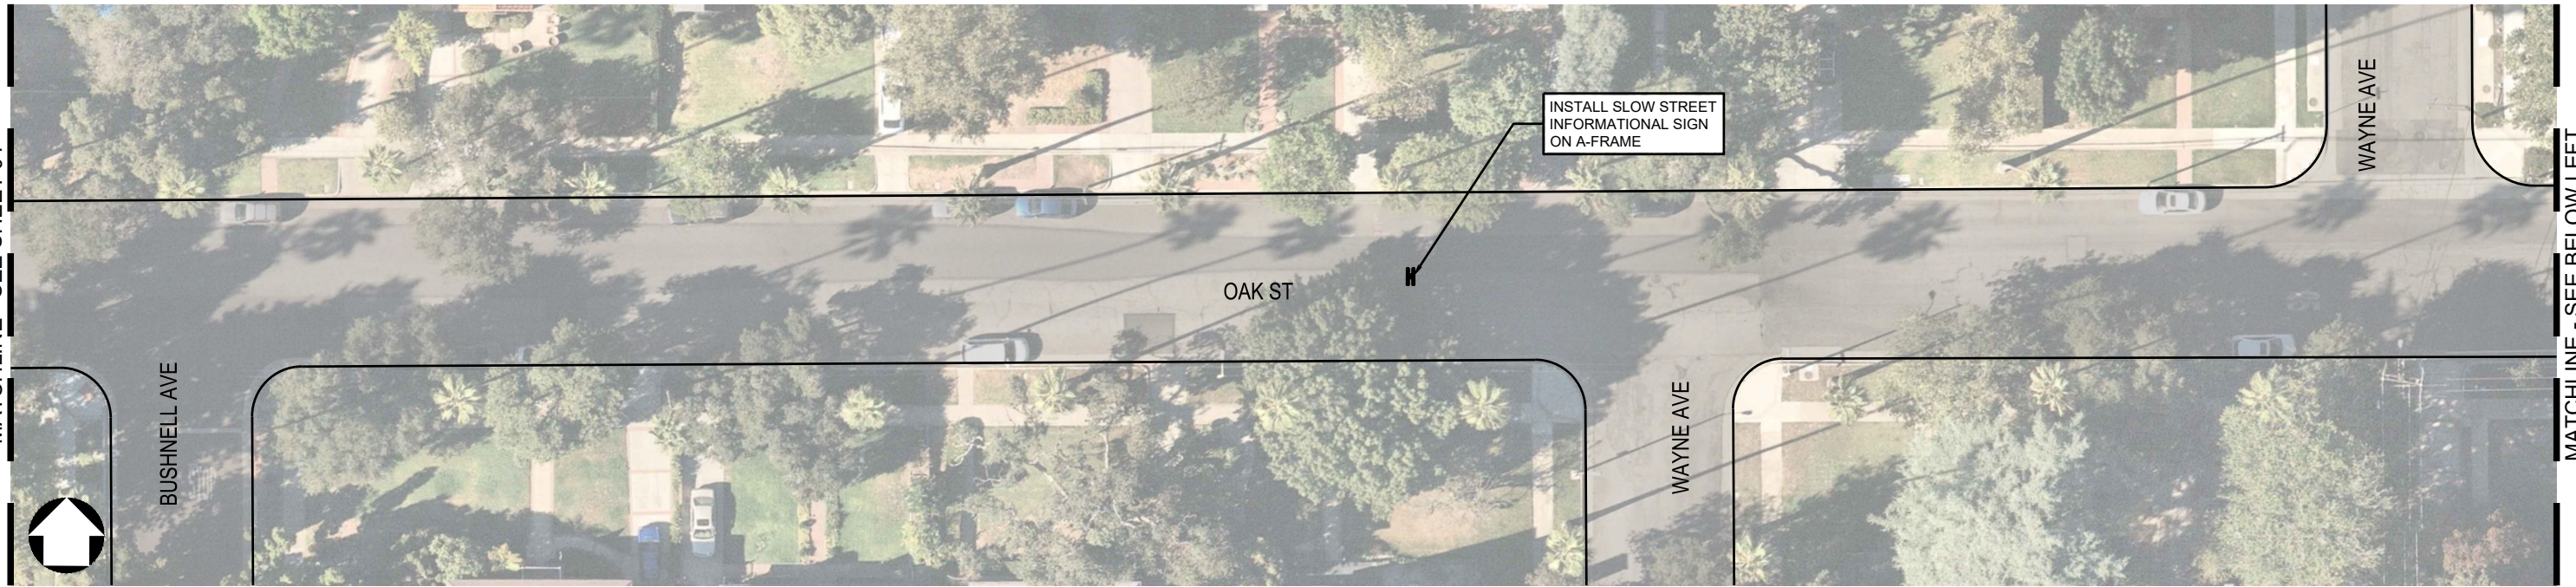 INSTALL SLOW STREET
INFORMATIONAL SIGN
ON A-FRAME
WAYNE AVE
OAK ST
BUSHNELL AVE
WAYNE AVE
MATCHLINE - SEE BELOW LEFT